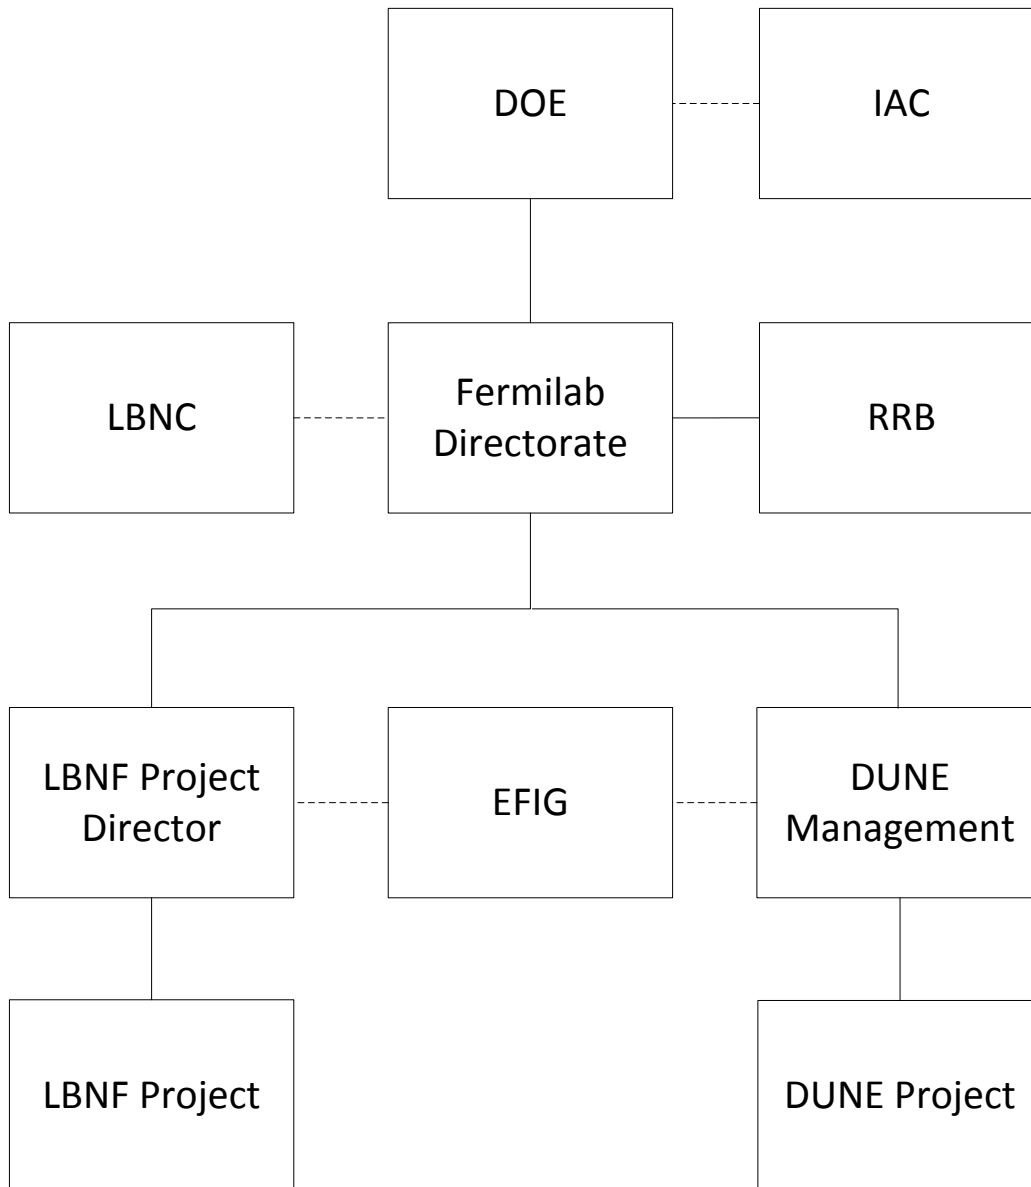 DOE
IAC
LBNC
Fermilab
Directorate
RRB
LBNF Project
Director
EFIG
DUNE
Management
LBNF Project
DUNE Project